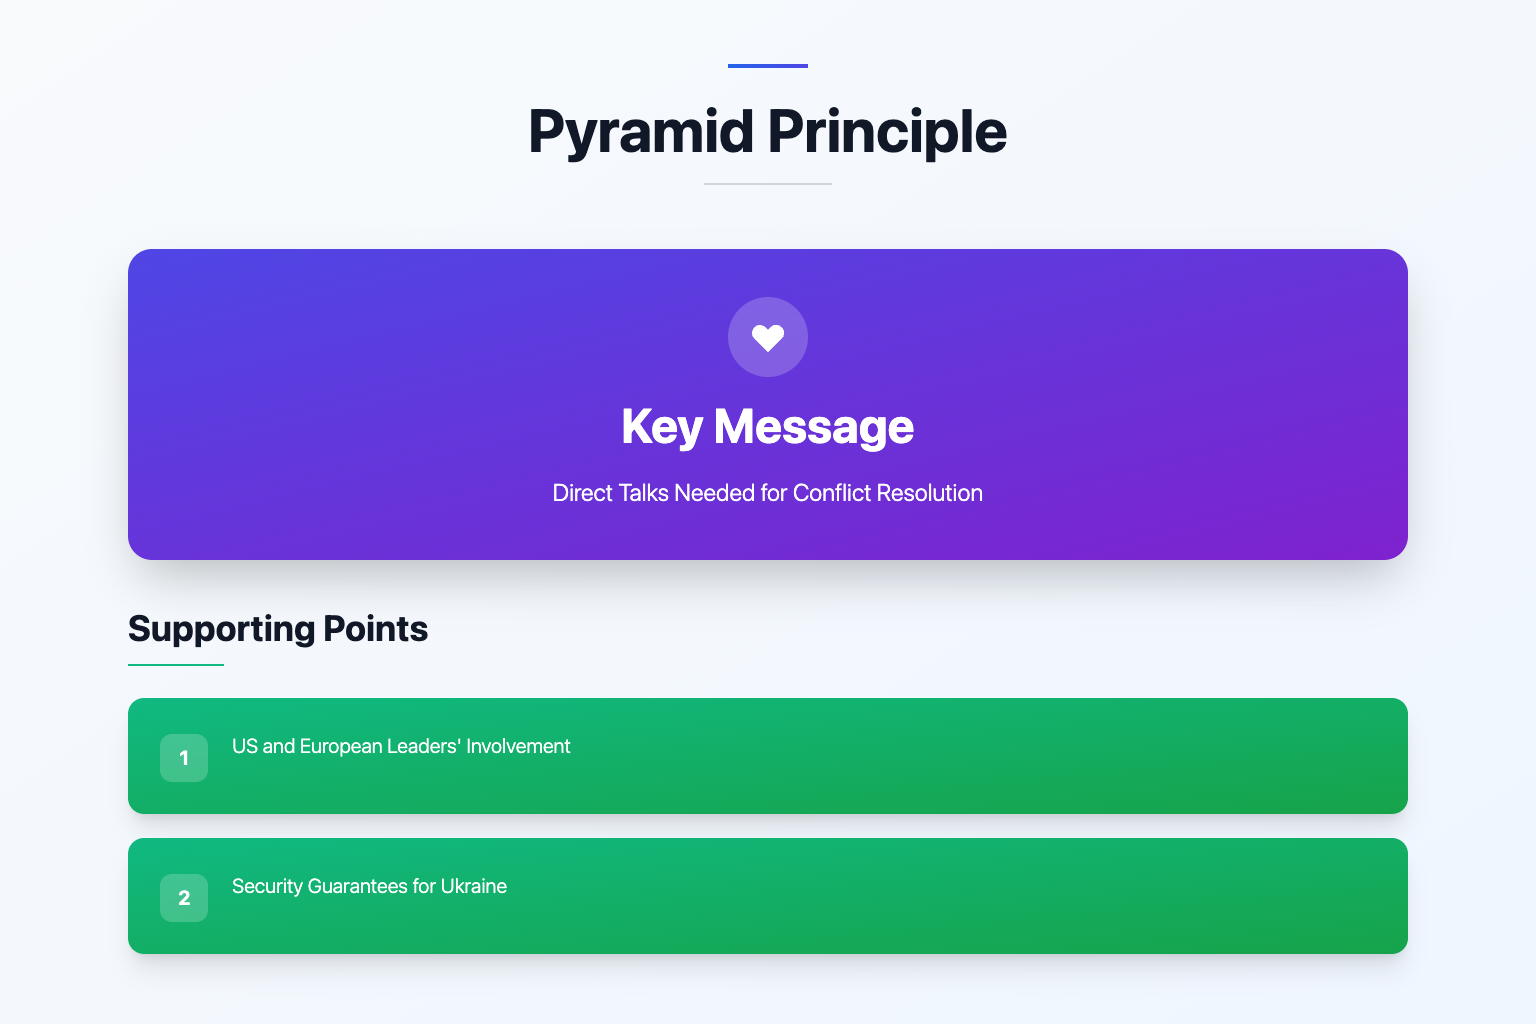 Pyramid Principle
Key Message
Direct Talks Needed for Conflict Resolution
Supporting Points
1
US and European Leaders' Involvement
2
Security Guarantees for Ukraine